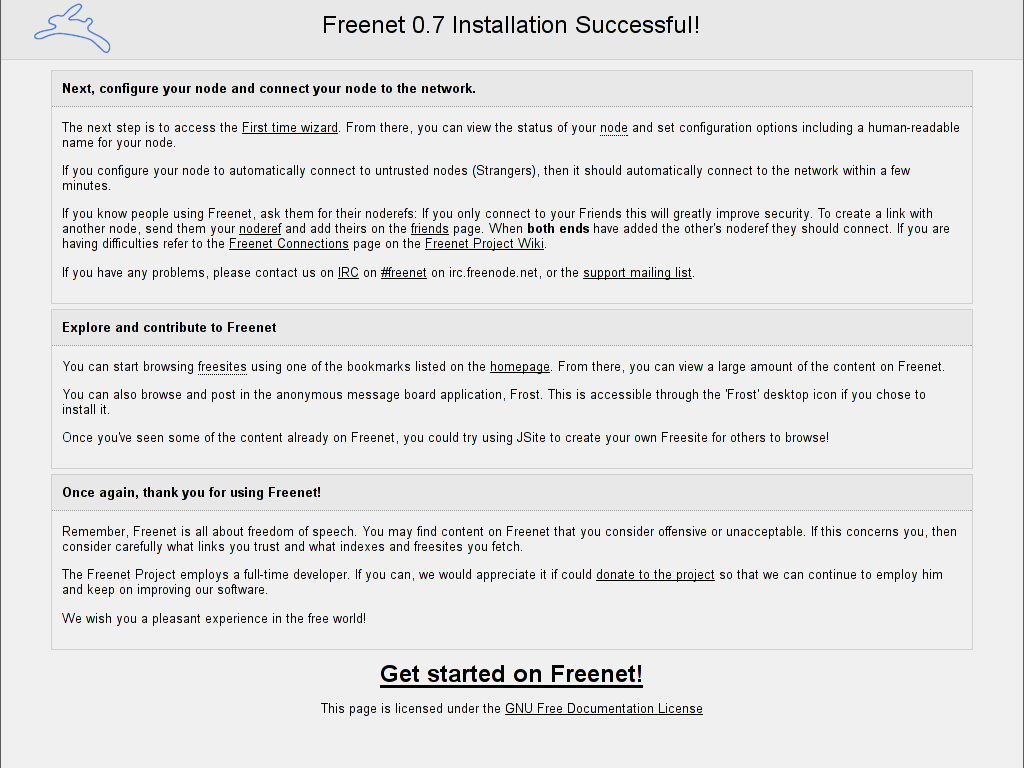 Freenet 0.7 Installation Successful!
Next, configure your node and connect your node to the network.
The next step is to access the First time wizard. From there, you can view the status of your node and set configuration options including a human-readable
name for your node.
If you configure your node to automatically connect to untrusted nodes (Strangers), then it should automatically connect to the network within a few
minutes.
If you know people using Freenet, ask them for their noderefs: If you only connect to your Friends this will greatly improve security. To create a link with
another node, send them your noderef and add theirs on the friends page. When both ends have added the other's noderef they should connect. If you are
having difficulties refer to the Freenet Connections page on the Freenet Project Wiki.
If you have any problems, please contact us on IRC on #freenet on irc.freenode.net, or the support mailing list.
Explore and contribute to Freenet
You can start browsing freesites using one of the bookmarks listed on the homepage. From there, you can view a large amount of the content on Freenet.
You can also browse and post in the anonymous message board application, Frost. This is accessible through the 'Frost' desktop icon if you chose to
install it.
Once you've seen some of the content already on Freenet, you could try using JSite to create your own Freesite for others to browse!
Once again, thank you for using Freenet!
Remember, Freenet is all about freedom of speech. You may find content on Freenet that you consider offensive or unacceptable. If this concerns you, then
consider carefully what links you trust and what indexes and freesites you fetch.
The Freenet Project employs a full-time developer. If you can, we would appreciate it if could donate to the project so that we can continue to employ him
and keep on improving our software.
We wish you a pleasant experience in the free world!
Get started on Freenet!
This page is licensed under the GNU Free Documentation License